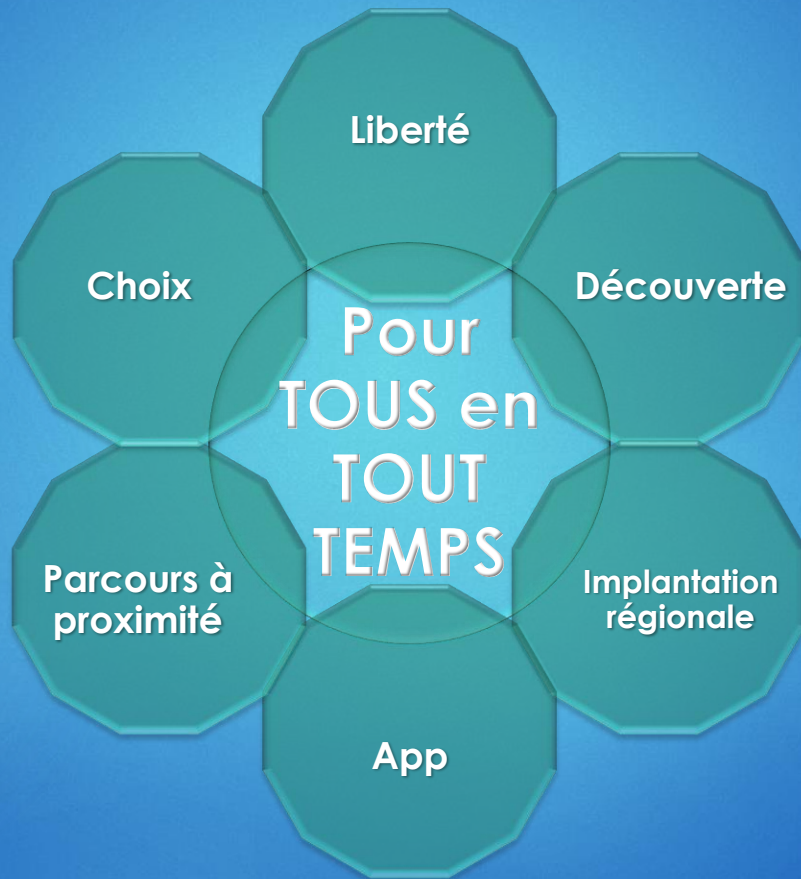 Liberté
Choix
Découverte
Pour
TOUS en
TOUT
TEMPS
Parcours à
proximité
Implantation
régionale
App